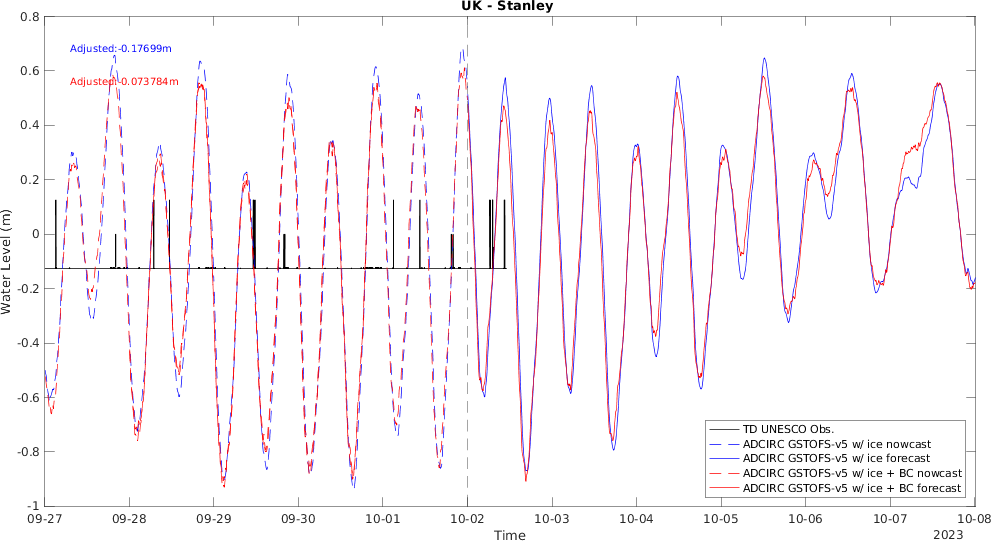 UK - Stanley
Adjusted:-0.17699m
Adjusted:-0.073784m
0.8
0.6
0.4
0.2
0
-0.2
-0.4
-0.6
-0.8
-1
Water Level (m)
TD UNESCO Obs.
ADCIRC GSTOFS-v5 w/ ice nowcast
ADCIRC GSTOFS-v5 w/ ice forecast
ADCIRC GSTOFS-v5 w/ ice + BC nowcast
ADCIRC GSTOFS-v5 w/ ice + BC forecast
09-27 09-28 09-29 09-30 10-01 10-02 10-03 10-04 10-05 10-06 10-07 10-08
Time
2023